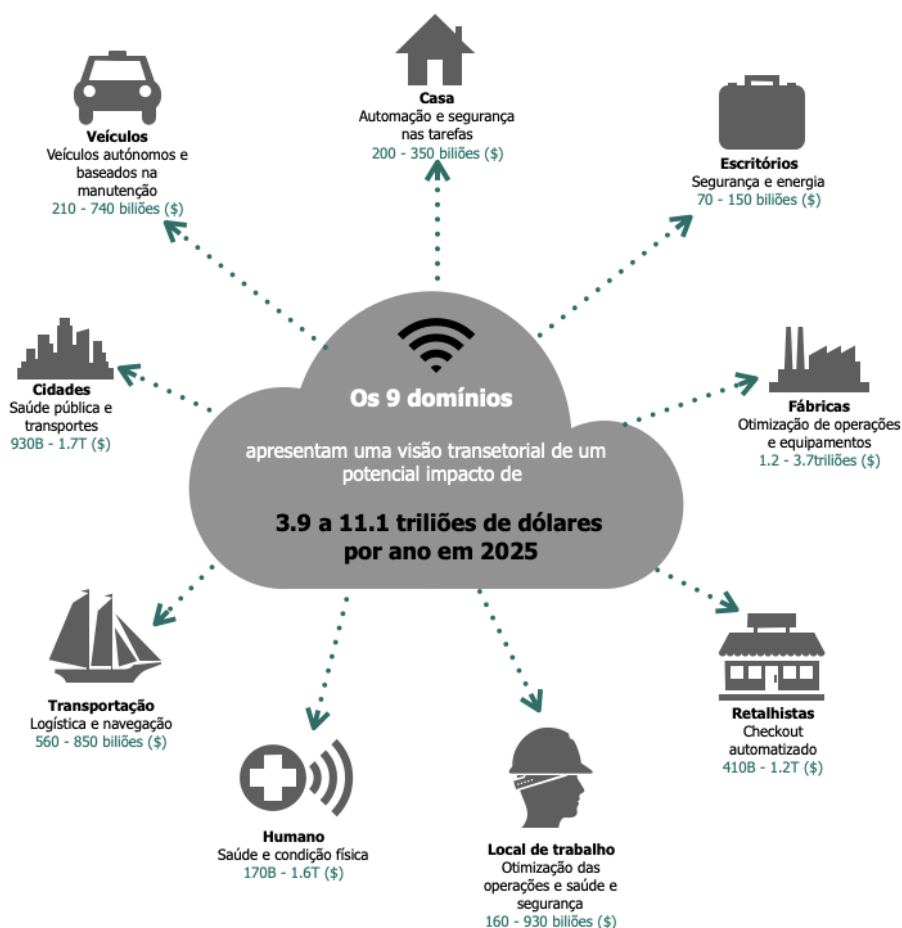 Casa
Automação e segurança
nas tarefas
200 - 350 biliões ($)
Veículos
Veículos autónomos e
baseados na
manutenção
210 - 740 biliões ($)
Escritórios
Segurança e energia
70 - 150 biliões ($)
Cidades
Saúde pública e
transportes
930B - 1.7T ($)
Os 9 domínios
apresentam uma visão transetorial de um
potencial impacto de
3.9 a 11.1 triliões de dólares
por ano em 2025
Fábricas
Otimização de operações
e equipamentos
1.2 - 3.7triliões ($)
Transportação
Logística e navegação
560 - 850 biliões ($)
Retalhistas
Checkout
automatizado
410B - 1.2T ($)
Humano
Saúde e condição física
170B - 1.6T ($)
Local de trabalho
Otimização das
operações e saúde e
segurança
160 - 930 biliões ($)